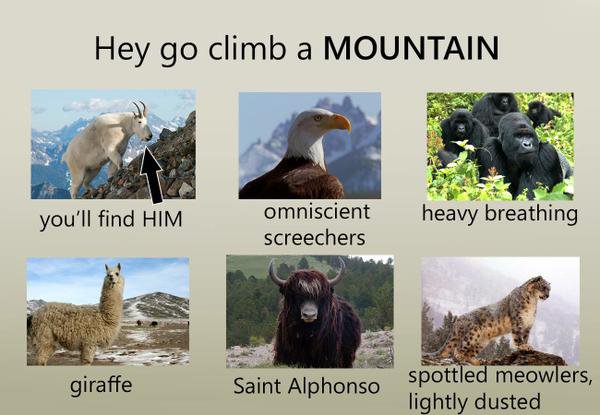 Hey go climb a MOUNTAIN
you'll find HIM
omniscient
screechers
heavy breathing
giraffe
Saint Alphonso
spottled meowlers,
lightly dusted